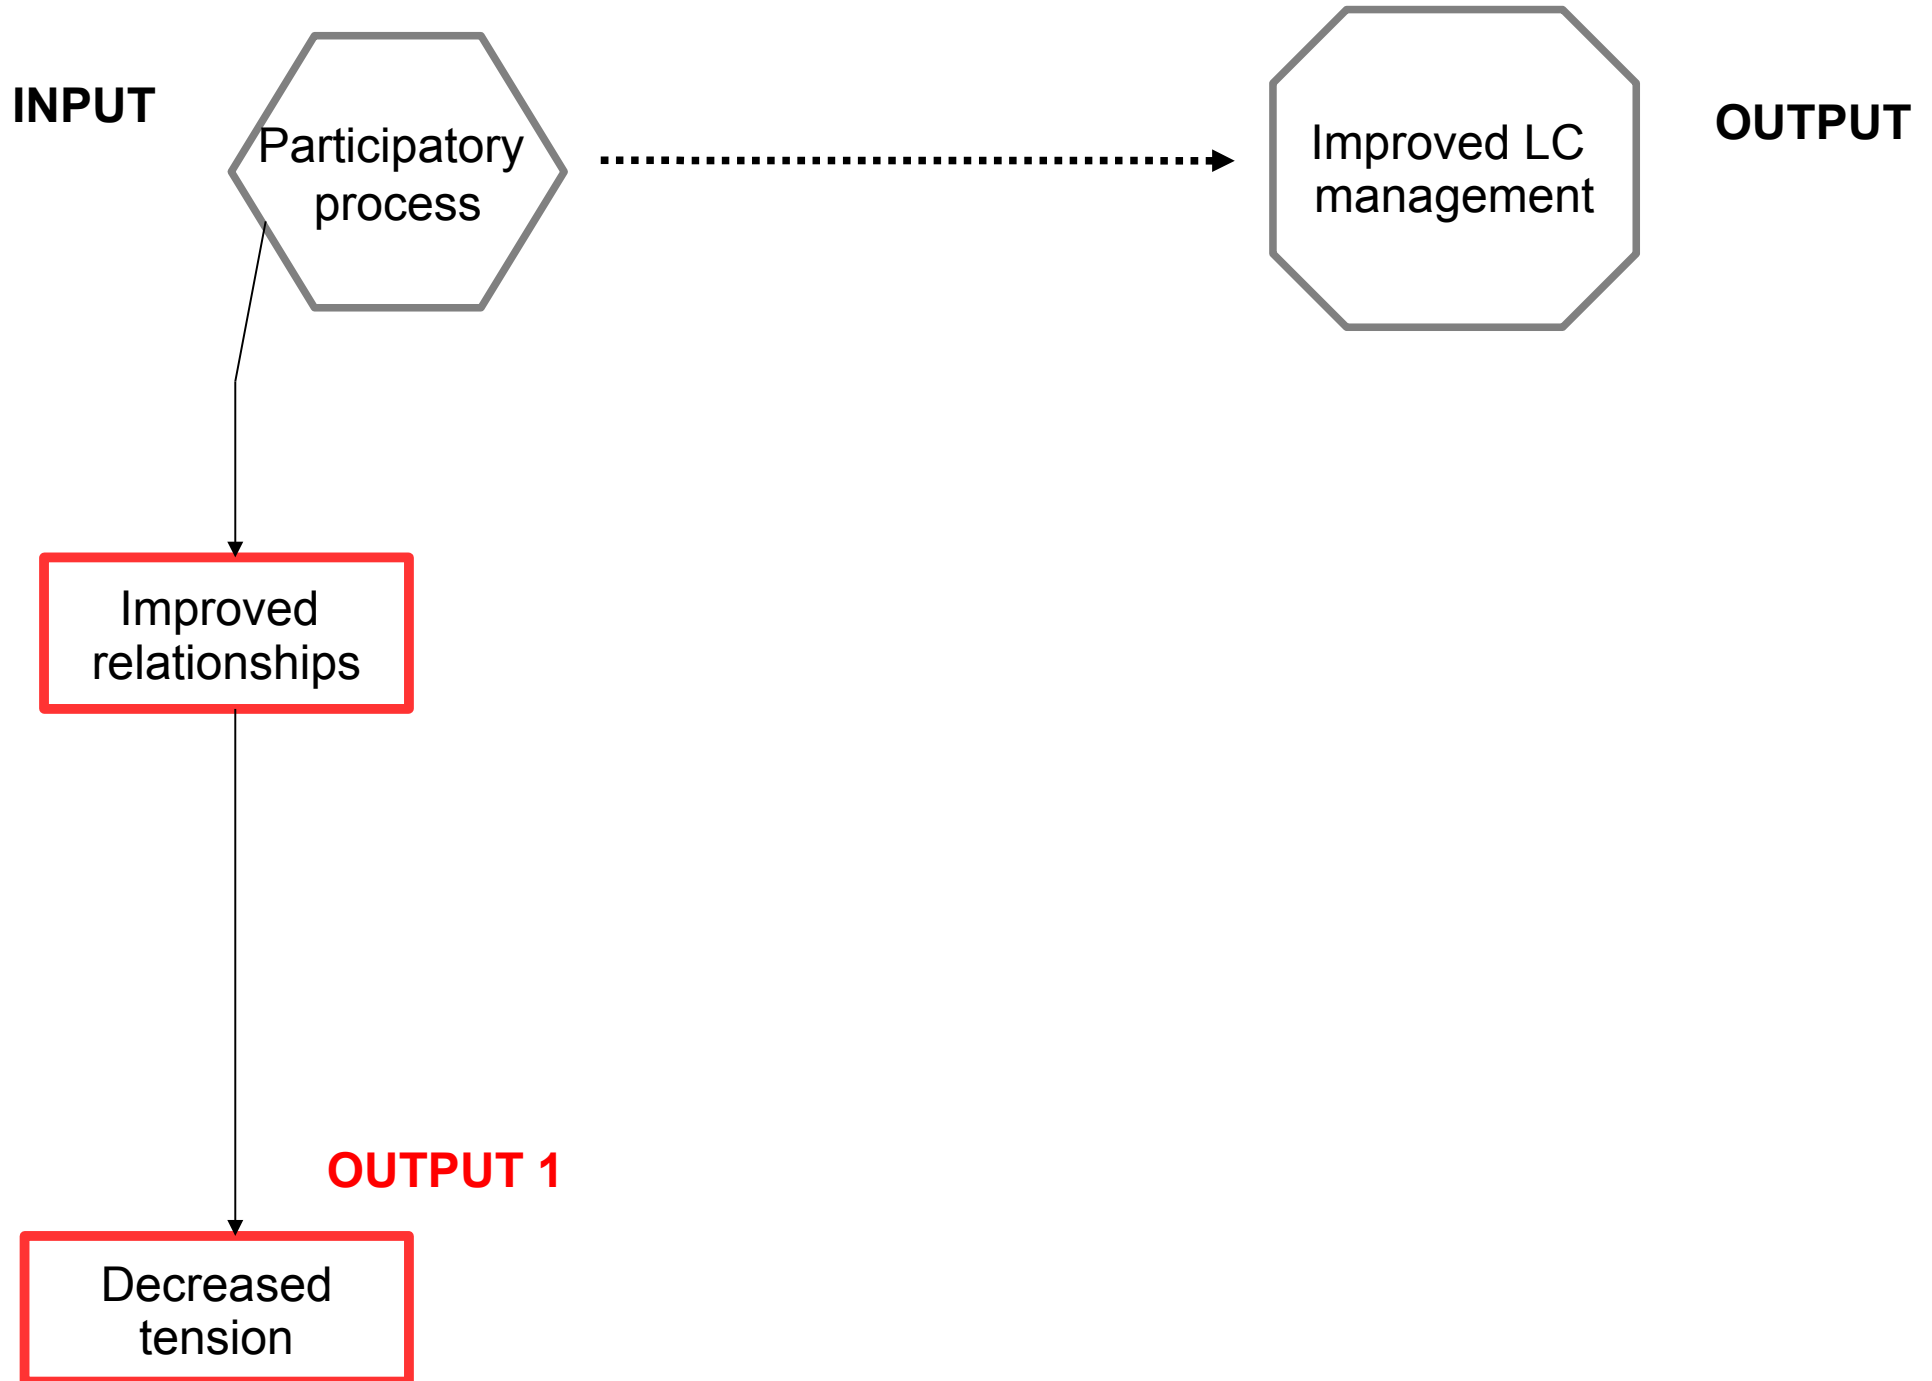 INPUT
Participatory
process
Improved LC
management
OUTPUT
Improved
relationships
OUTPUT 1
Decreased
tension